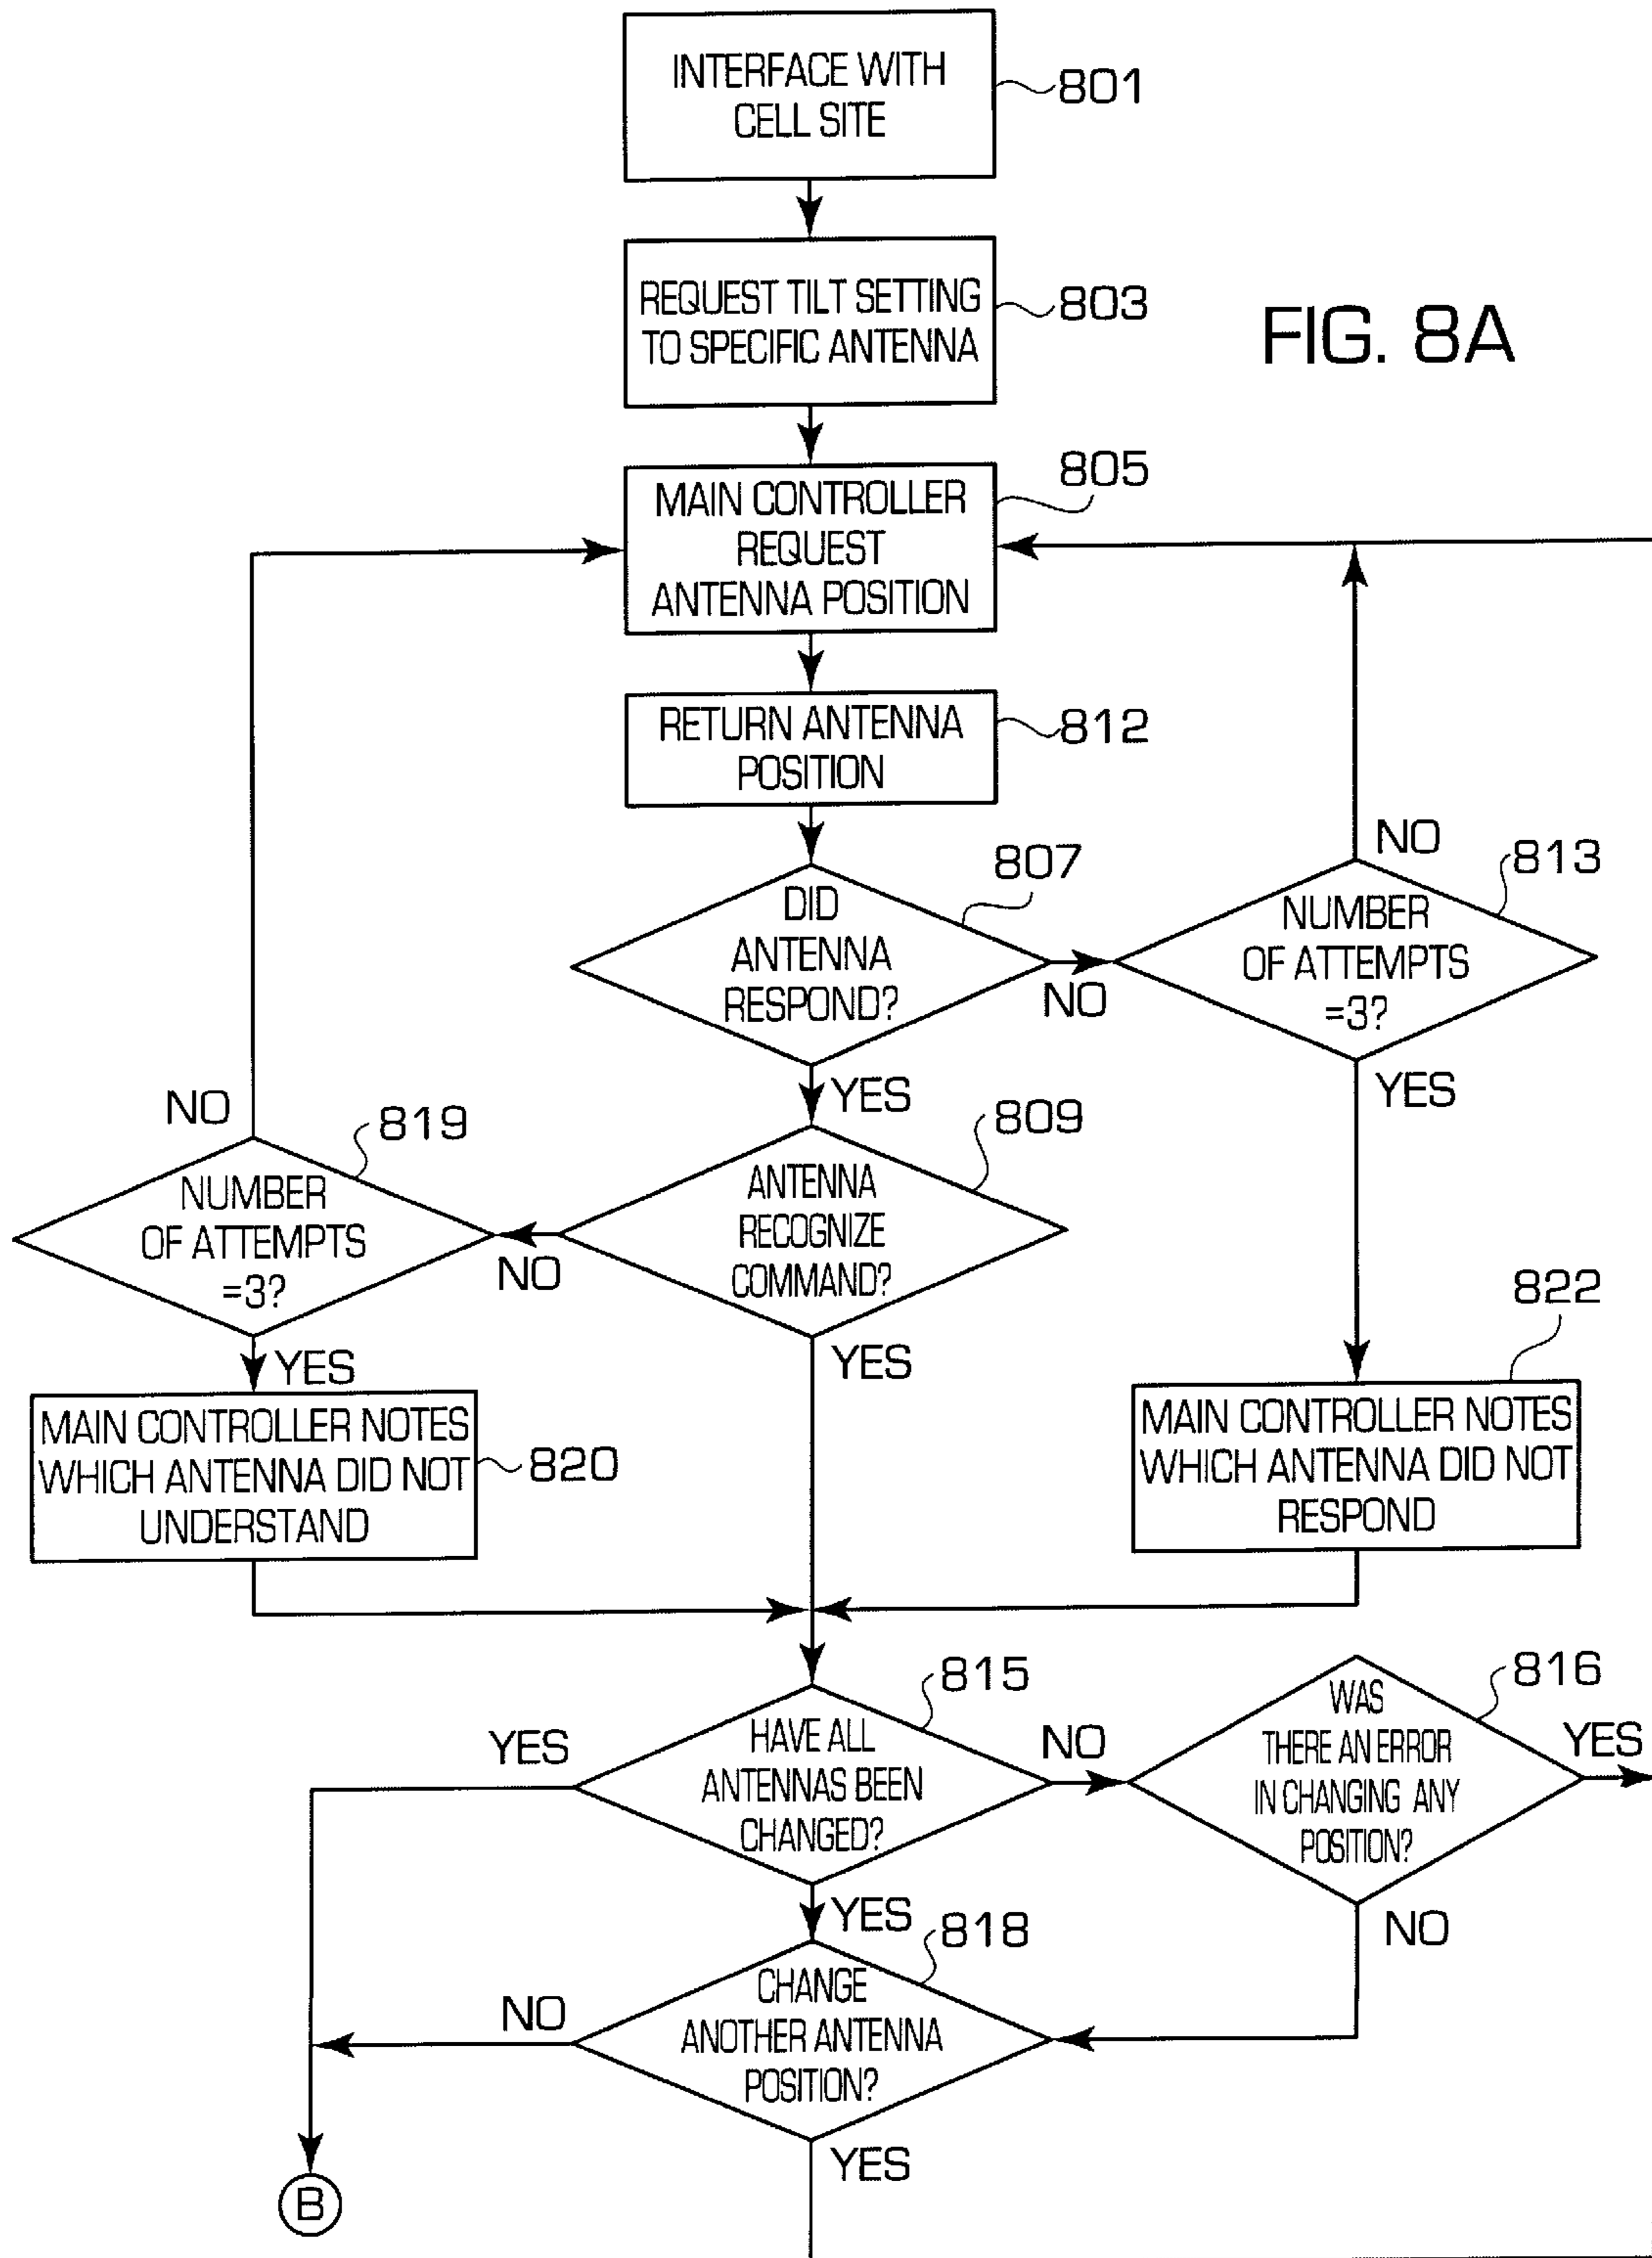 INTERFACE WITH
CELL SITE
801
REQUEST TILT SETTING
TO SPECIFIC ANTENNA
803
FIG. 8A
MAIN CONTROLLER
REQUEST
ANTENNA POSITION
805
RETURN ANTENNA
POSITION
812
DID
ANTENNA
RESPOND?
807
NO
YES
NUMBER
OF ATTEMPTS
=3?
813
NO
YES
ANTENNA
RECOGNIZE
COMMAND?
809
NO
YES
NUMBER
OF ATTEMPTS
=3?
819
NO
YES
MAIN CONTROLLER NOTES
WHICH ANTENNA DID NOT
UNDERSTAND
820
MAIN CONTROLLER NOTES
WHICH ANTENNA DID NOT
RESPOND
822
HAVE ALL
ANTENNAS BEEN
CHANGED?
815
YES
NO
YES
WAS
THERE AN ERROR
IN CHANGING ANY
POSITION?
816
YES
NO
CHANGE
ANOTHER ANTENNA
POSITION?
818
NO
YES
B